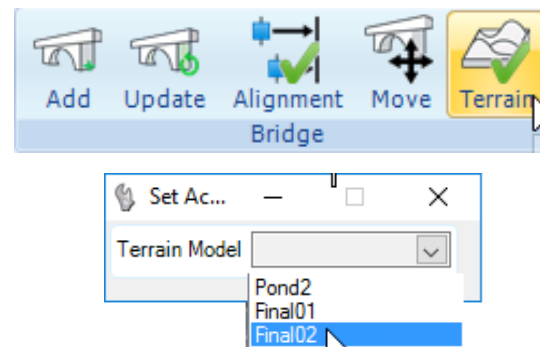 Add Update Alignment Move Terrain
Bridge
Set Ac...
Terrain Model
Pond2
Final01
Final02